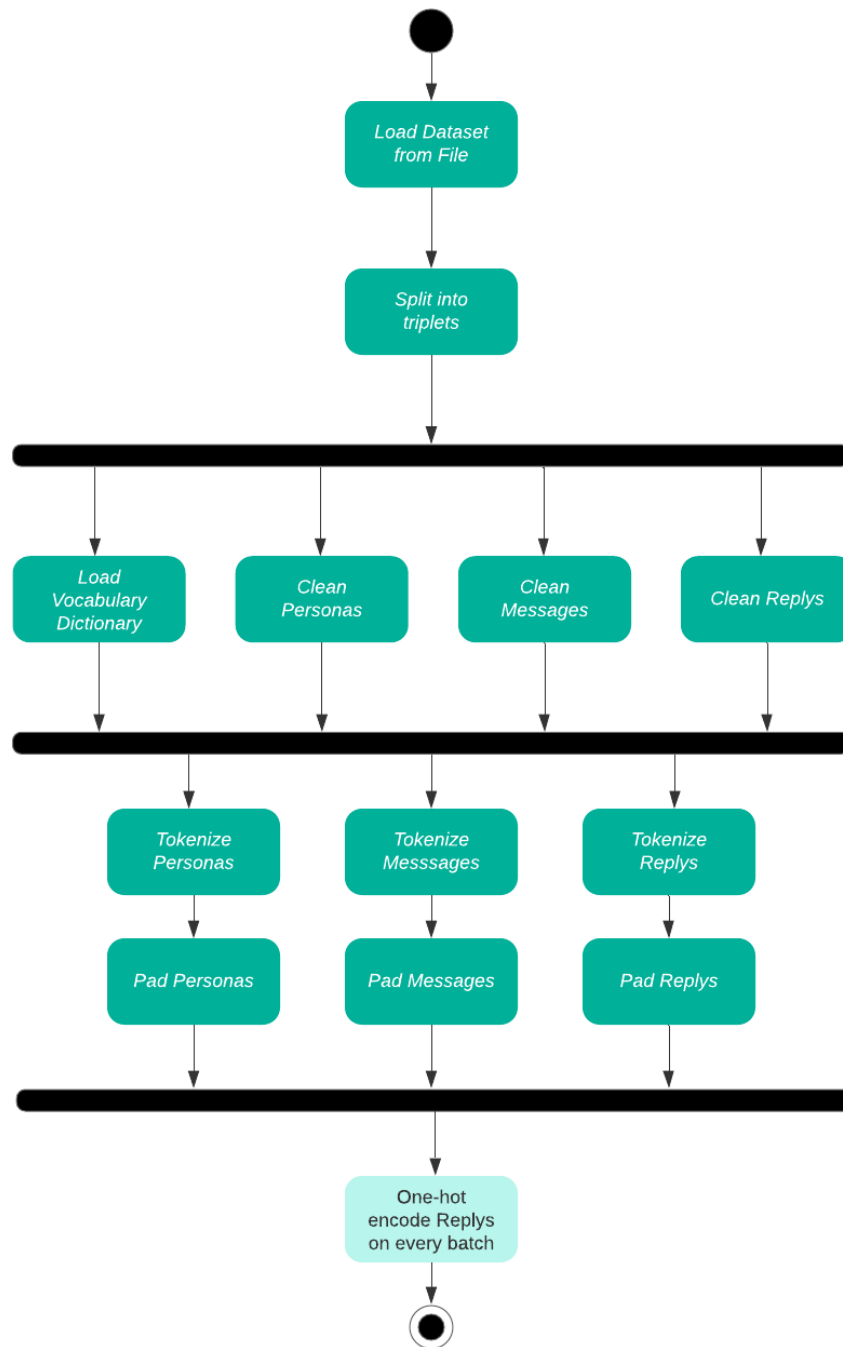 Load Dataset
from File
Split into
triplets
Load
Vocabulary
Dictionary
Clean
Personas
Clean
Messages
Clean Replys
Tokenize
Personas
Tokenize
Messsages
Tokenize
Replys
Pad Personas
Pad Messages
Pad Replys
One-hot
encode Replys
on every batch